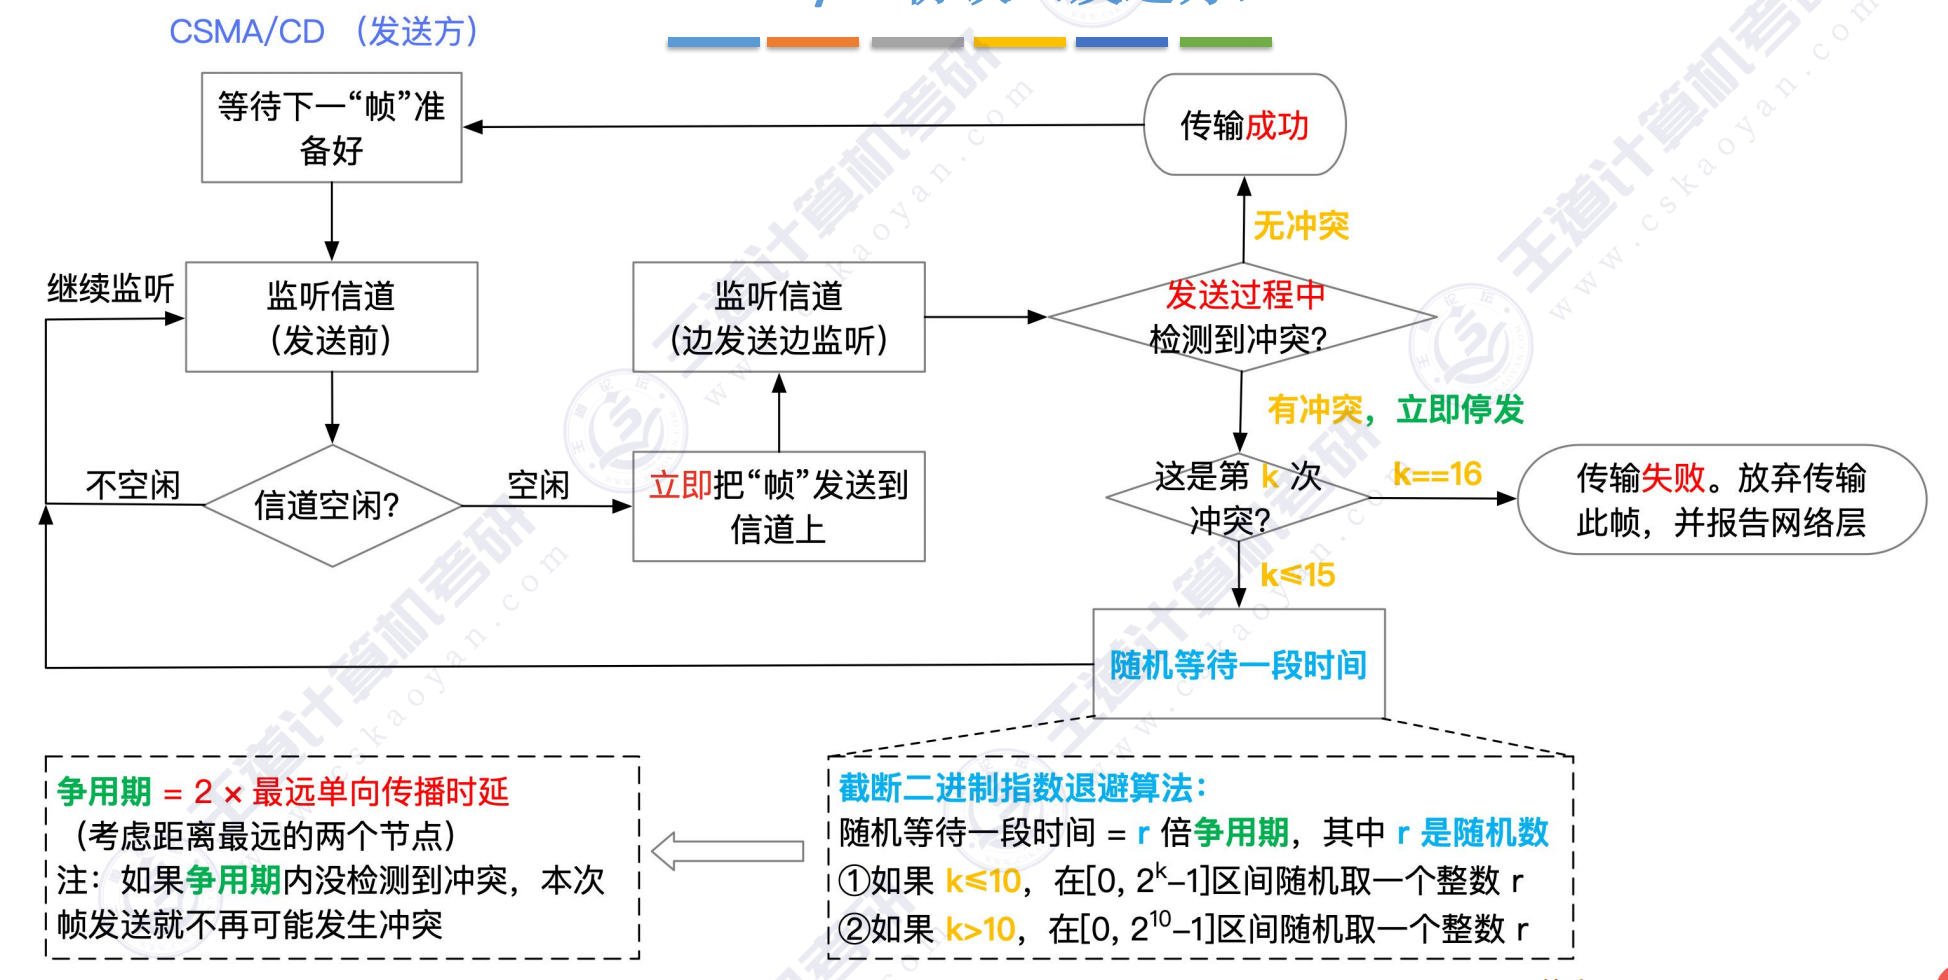 CSMA/CD （发送方）
等待下一“帧”准
备好
传输成功
无冲突
继续监听
监听信道
（发送前）
监听信道
（边发送边监听）
发送过程中
检测到冲突？
有冲突，立即停发
不空闲
信道空闲？
空闲
立即把“帧”发送到
信道上
这是第 k 次
冲突？
k==16
传输失败。放弃传输
此帧，并报告网络层
k≤15
随机等待一段时间
争用期 = 2 × 最远单向传播时延
（考虑距离最远的两个节点）
注：如果争用期内没检测到冲突，本次
帧发送就不再可能发生冲突
截断二进制指数退避算法：
随机等待一段时间 = r 倍争用期，其中 r 是随机数
①如果 k≤10，在[0, 2^k–1]区间随机取一个整数 r
②如果 k>10，在[0, 2^10–1]区间随机取一个整数 r
王道计算机考研
www.cskaoyan.com